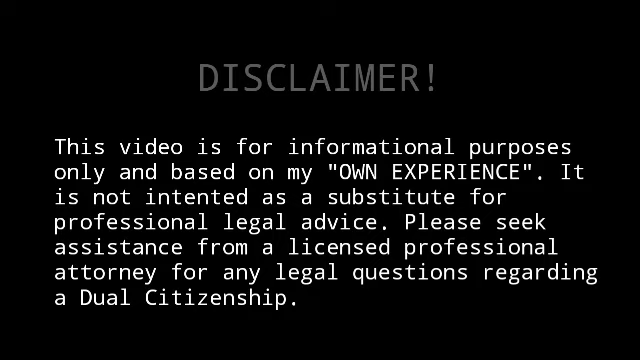 DISCLAIMER!
This video is for informational purposes
only and based on my "OWN EXPERIENCE". It
is not intented as a substitute for
professional legal advice. Please seek
assistance from a licensed professional
attorney for any legal questions regarding
a Dual Citizenship.